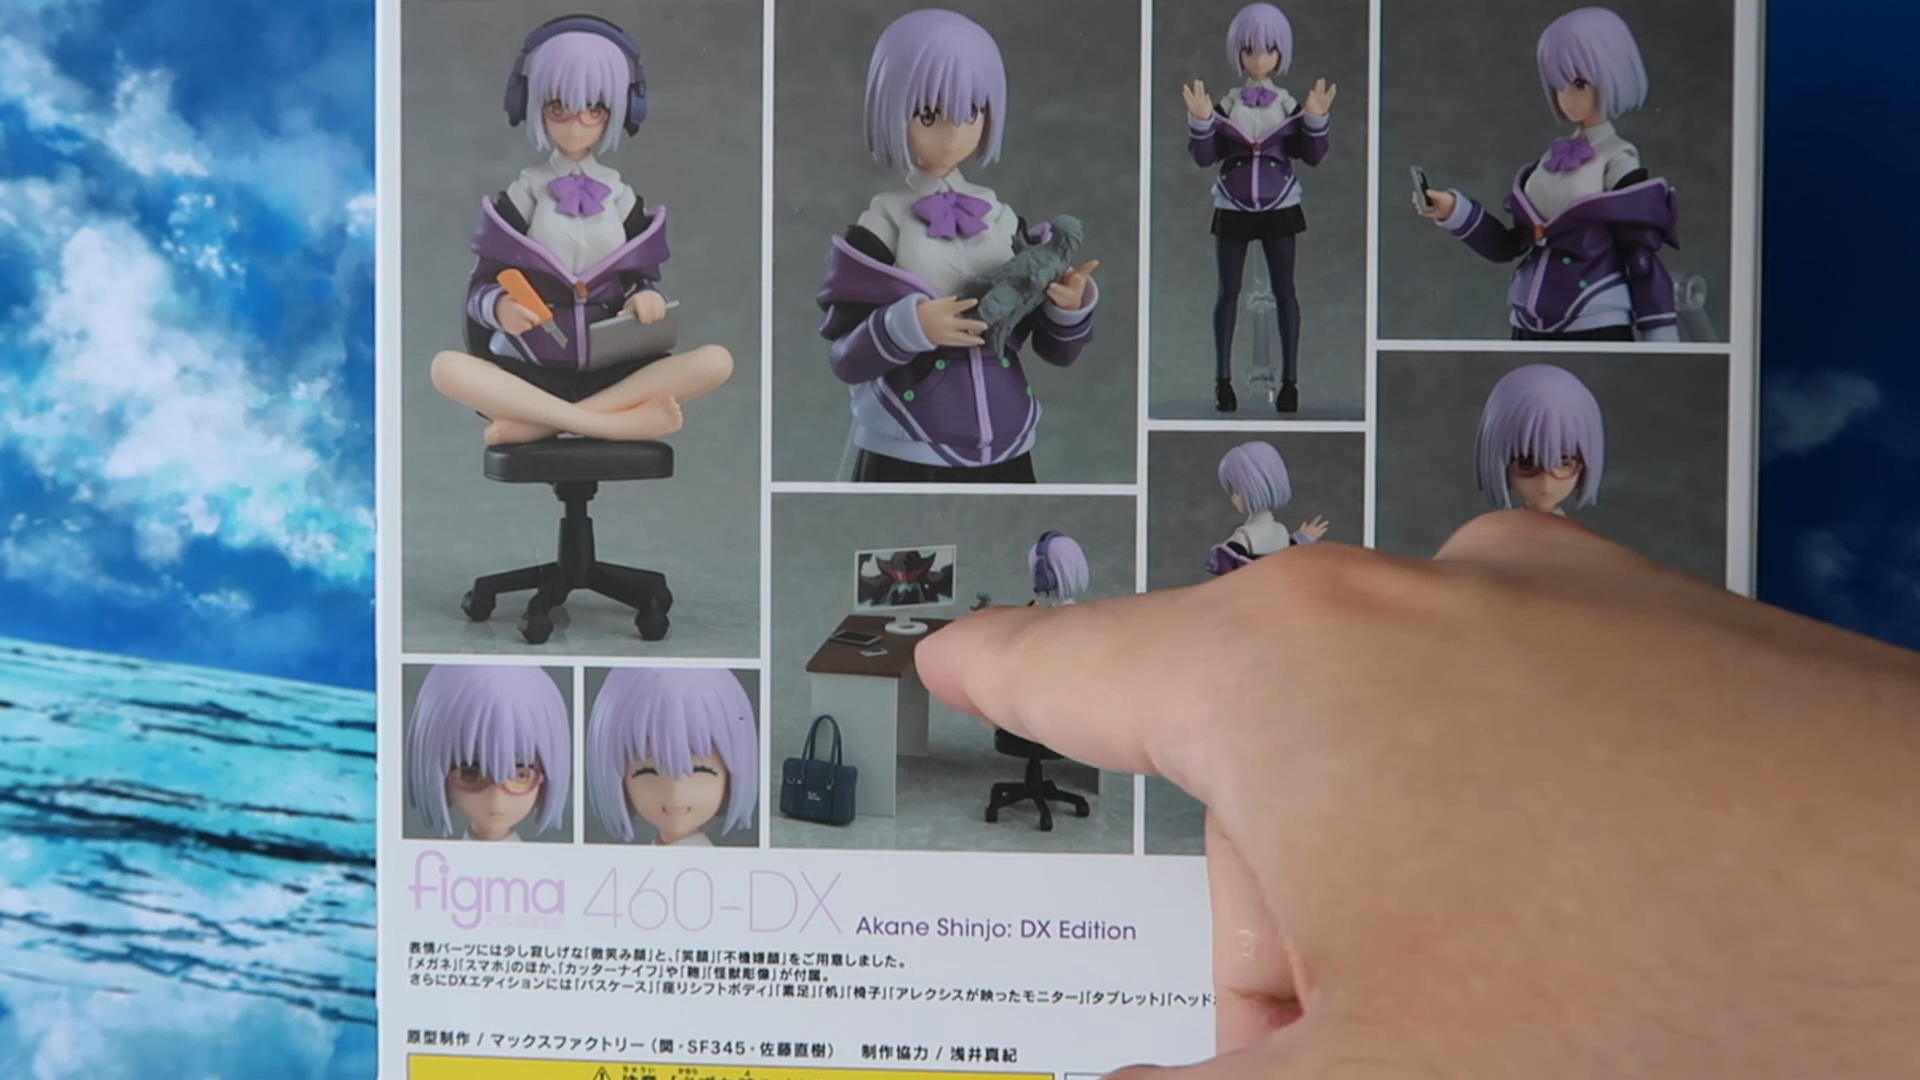 figma 460-DX Akane Shinjo: DX Edition
表情パーツには少し寂しげな「微笑み顔」と、「笑顔」「不機嫌顔」をご用意しました。
「メガネ」「スマホ」のほか、「カッターナイフ」や「鞄」「怪獣彫像」が付属。
さらにDXエディションには「パスケース」「座りシフトボディ」「素足」「机」「椅子」「アレクシスが映ったモニター」「タブレット」「ヘッド
原型制作 / マックスファクトリー（関・SF345・佐藤直樹） 制作協力 / 浅井真紀